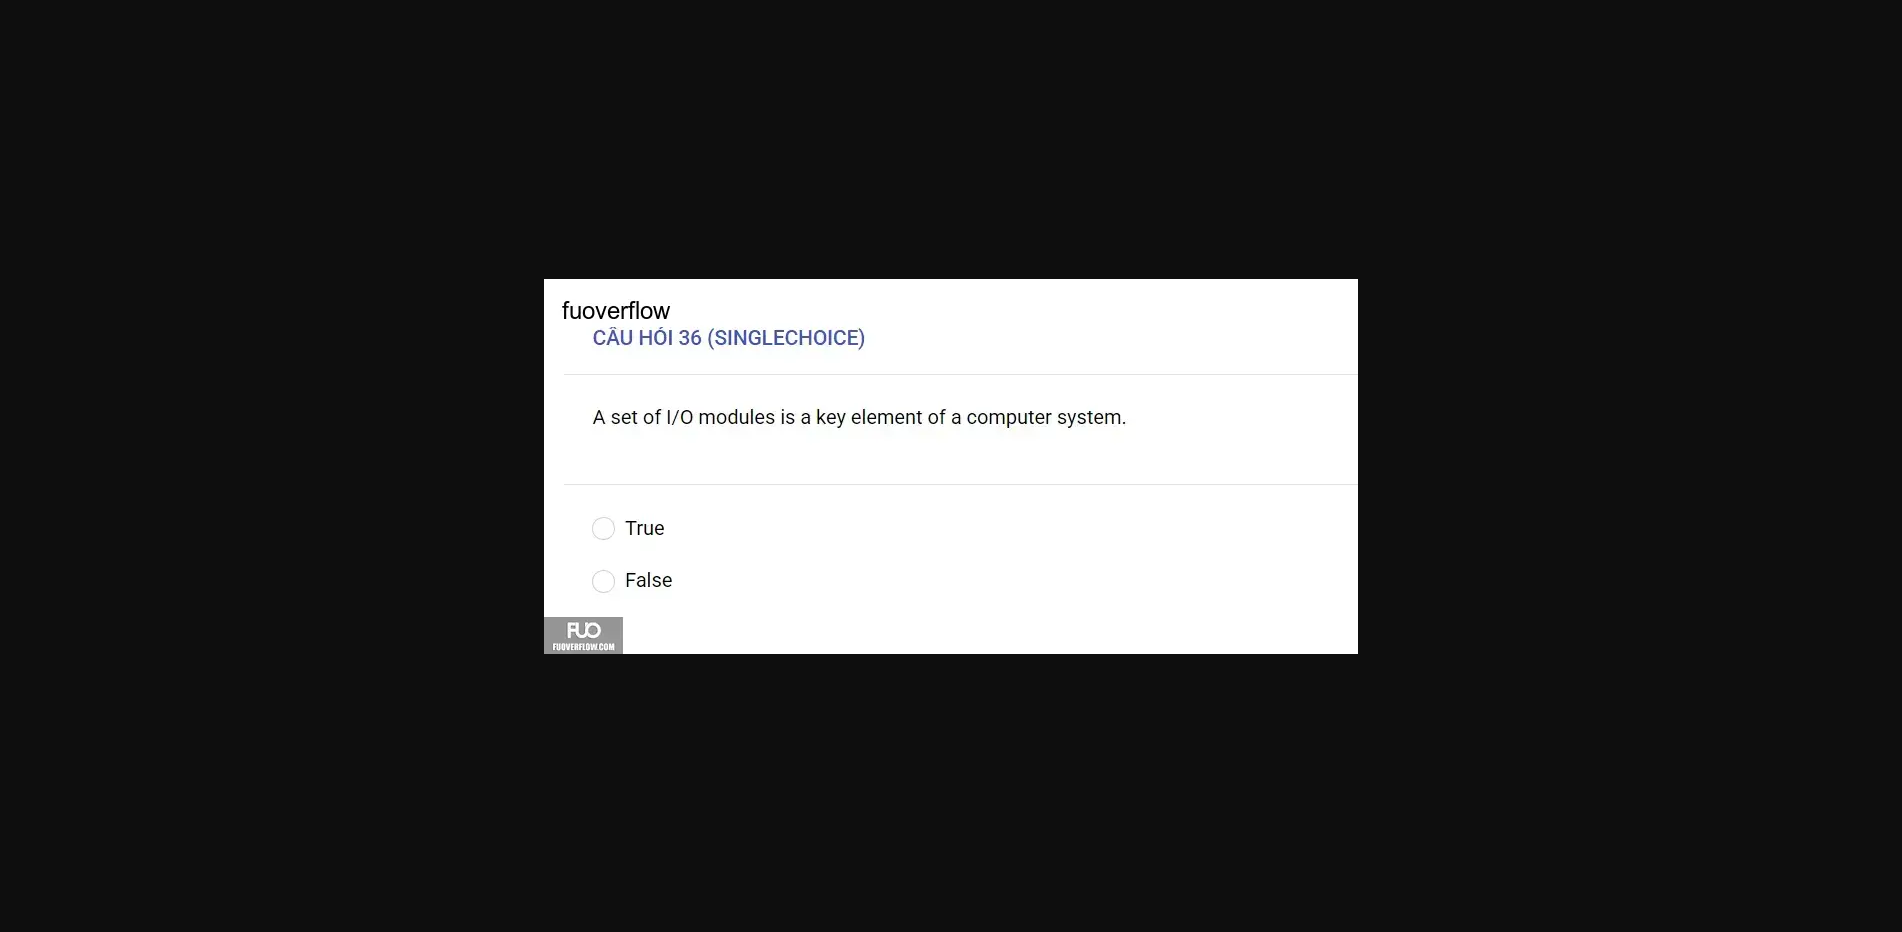 fuoverflow
CÂU HỎI 36 (SINGLECHOICE)
A set of I/O modules is a key element of a computer system.
True
False
FUO
FUOVERFLOW.COM